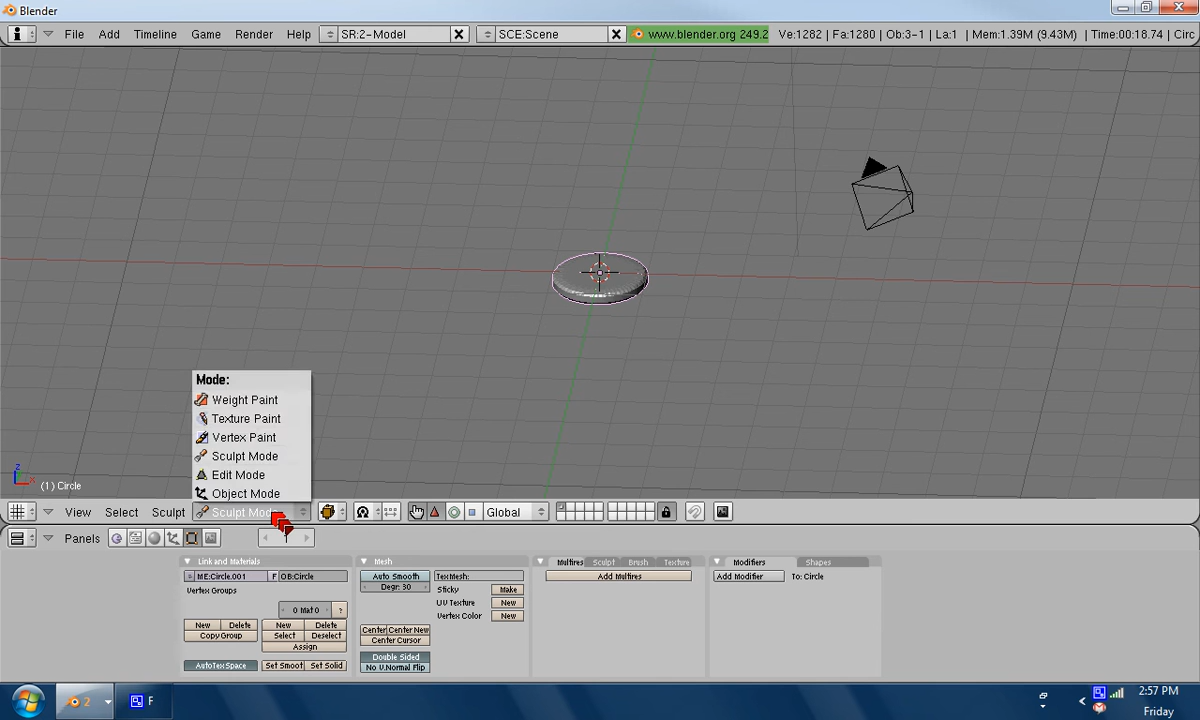 Blender
File Add Timeline Game Render Help SR:2-Model SCE:Scene www.blender.org 249.2 Ve:1282 | Fa:1280 | Ob:3-1 | La:1 | Mem:1.39M (9.43M) | Time:00:18.74 | Circ
Mode:
Weight Paint
Texture Paint
Vertex Paint
Sculpt Mode
Edit Mode
Object Mode
z
x
(1) Circle
View Select Sculpt Sculpt Mode Global
Panels 1
Link and Materials
ME:Circle.001 F OB:Circle
Vertex Groups
0 Mat 0 ?
New Delete New Delete
Copy Group Select Deselect
Assign
AutoTexSpace Set Smoot Set Solid
Mesh
Auto Smooth TexMesh:
Degr: 30
Sticky Make
UV Texture New
Vertex Color New
Center Center New
Center Cursor
Double Sided
No V.Normal Flip
Multires Sculpt Brush Texture
Add Multires
Modifiers Shapes
Add Modifier To: Circle
2 F
2:57 PM
Friday